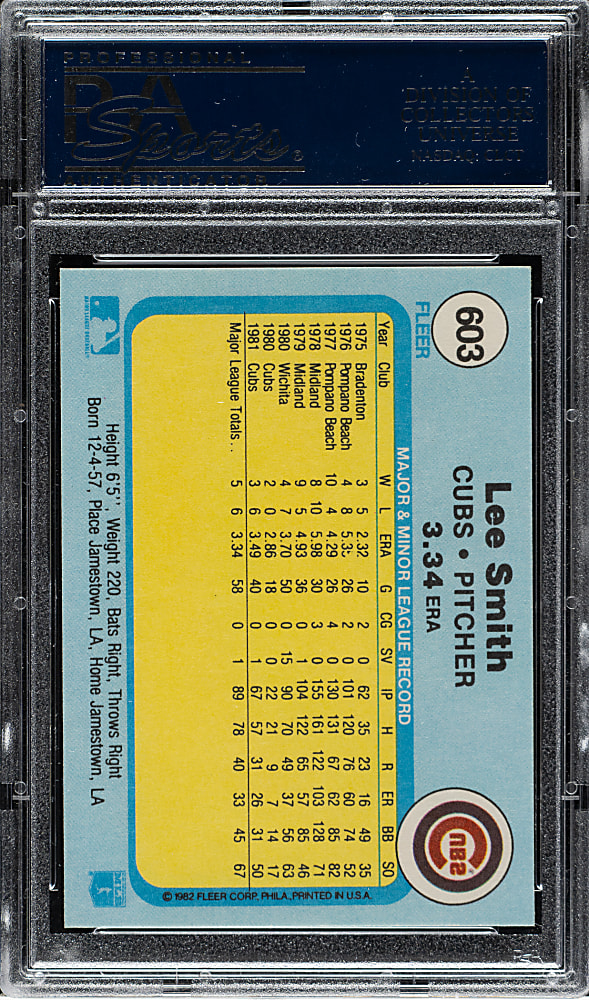 PROFESSIONAL
PSA
Sports
AUTHENTICATOR
A
DIVISION OF
COLLECTORS
UNIVERSE
NASDAQ: CLCT
603
FLEER
Lee Smith
CUBS • PITCHER
3.34 ERA
CUBS
MAJOR & MINOR LEAGUE RECORD
Year Club W L ERA G CG SV IP H R ER BB SO
1975 Bradenton 3 5 2.32 10 2 0 62 35 23 16 49 35
1976 Pompano Beach 4 8 5.35 26 2 0 101 120 76 60 74 52
1977 Pompano Beach 10 4 4.29 26 4 0 130 131 67 62 85 82
1978 Midland 8 10 5.98 30 3 0 155 161 122 103 128 71
1979 Midland 9 5 4.93 36 0 1 104 122 65 57 85 46
1980 Wichita 4 7 3.70 50 0 15 90 70 49 37 56 63
1980 Cubs 2 0 2.86 18 0 0 22 21 9 7 14 17
1981 Cubs 3 6 3.49 40 0 1 67 57 31 26 31 50
Major League Totals . . 5 6 3.34 58 0 1 89 78 40 33 45 67
© 1982 FLEER CORP. PHILA., PRINTED IN U.S.A.
Height 6'5'', Weight 220, Bats Right, Throws Right
Born 12-4-57, Place Jamestown, LA, Home Jamestown, LA